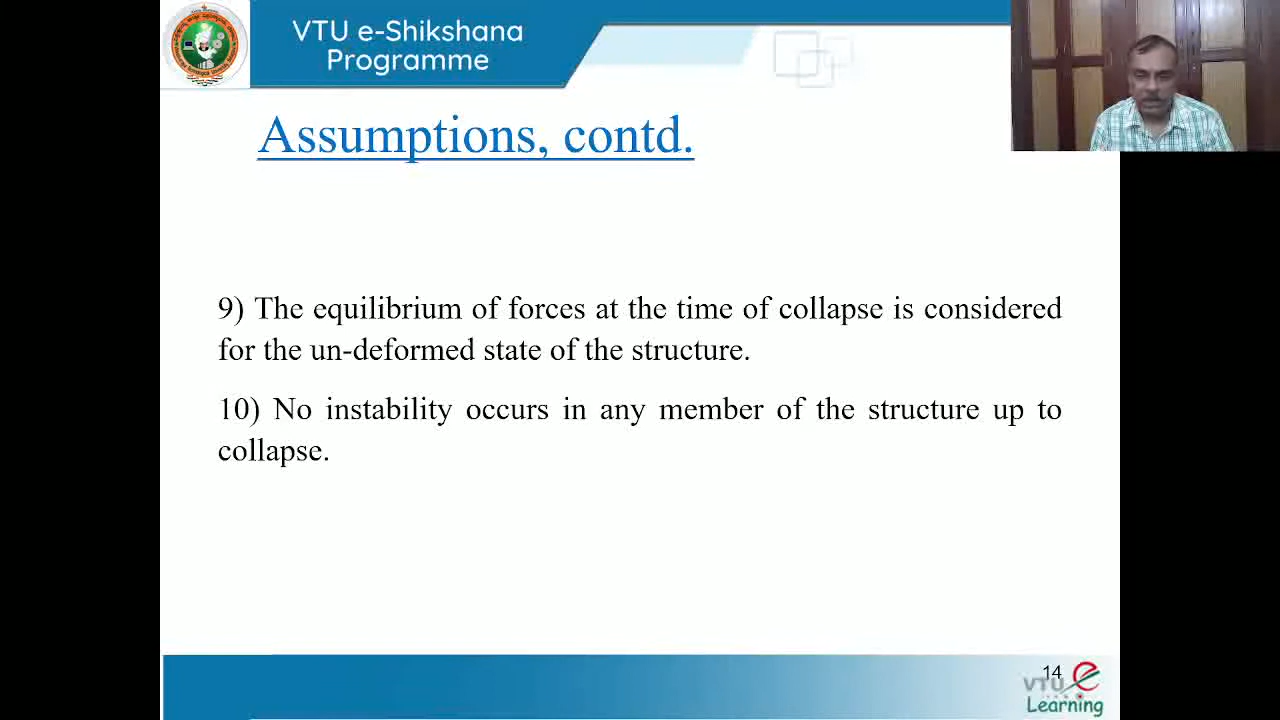 VTU e-Shikshana
Programme
Assumptions, contd.
9) The equilibrium of forces at the time of collapse is considered
for the un-deformed state of the structure.
10) No instability occurs in any member of the structure up to
collapse.
14
VTU e
Learning